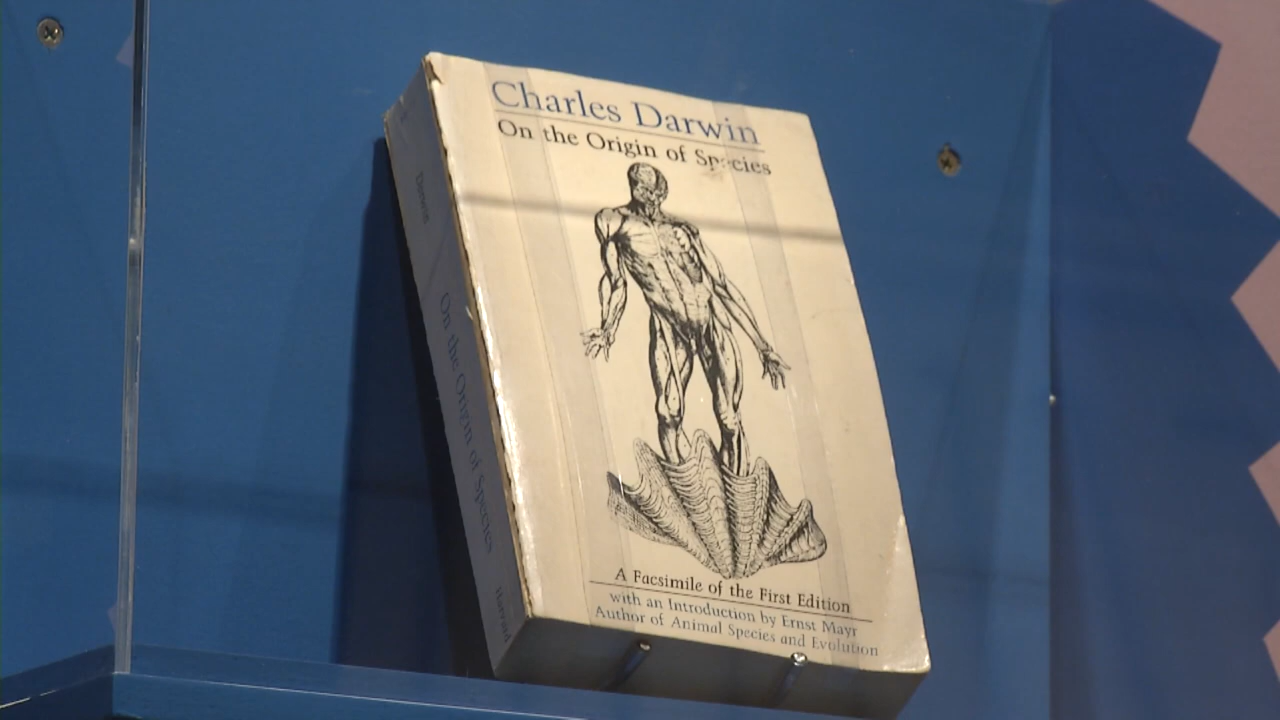 Charles Darwin
On the Origin of Species
A Facsimile of the First Edition
with an Introduction by Ernst Mayr
Author of Animal Species and Evolution
Darwin
On the Origin of Species
Harvard